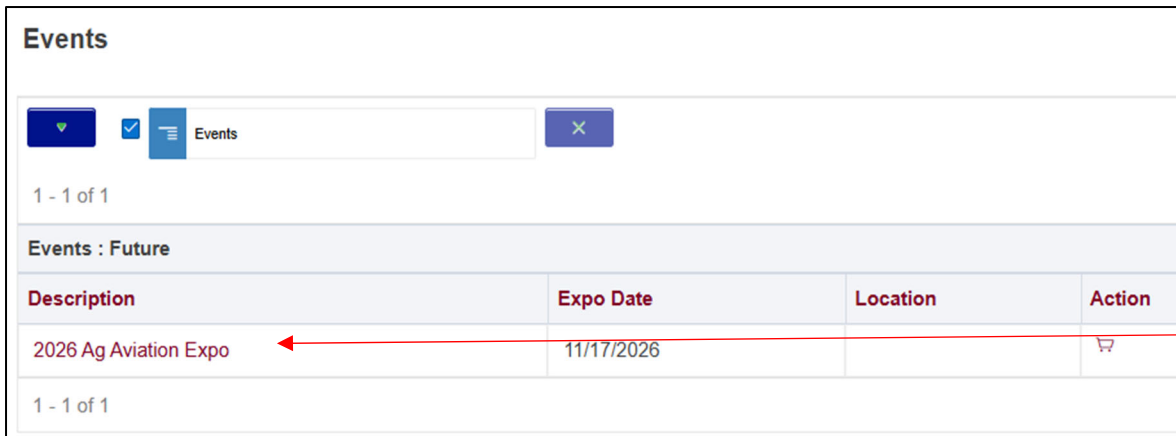 Events
Events
1 - 1 of 1
Events : Future
Description Expo Date Location Action
2026 Ag Aviation Expo 11/17/2026
1 - 1 of 1